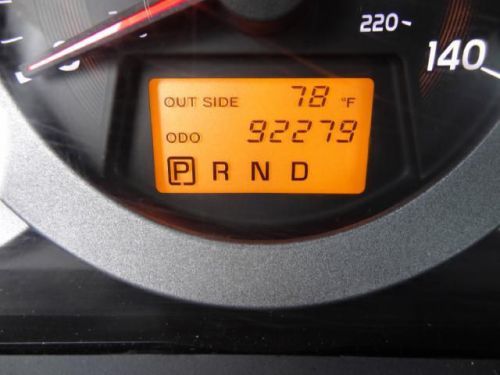 220
140
OUT SIDE 78 °F
ODO 92279
P R N D